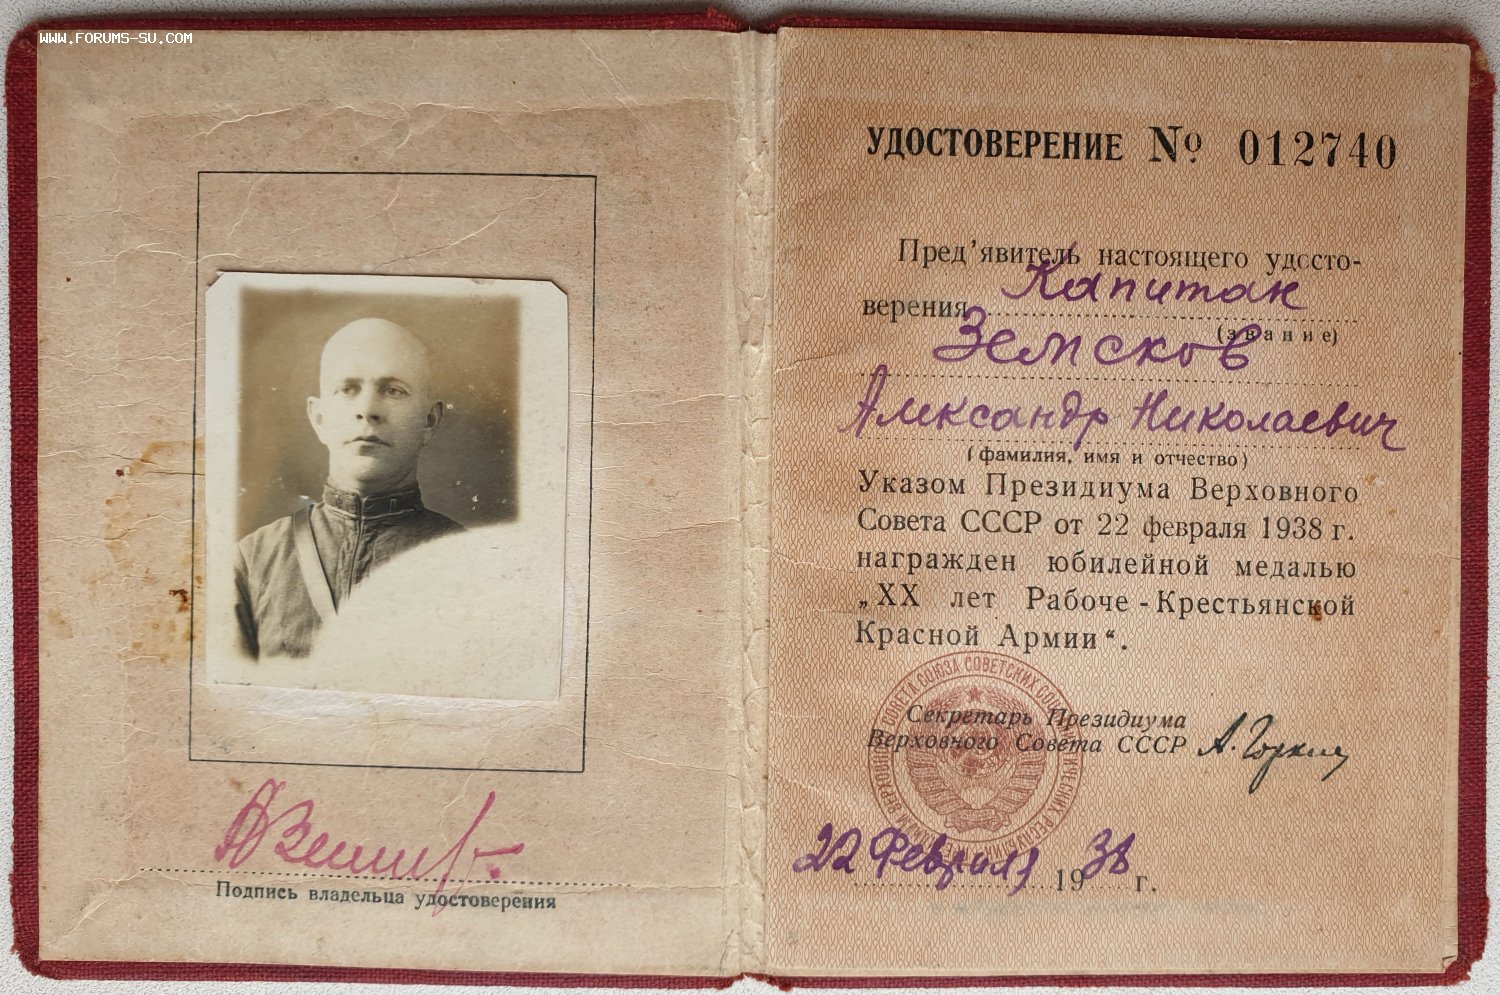 WWW.FORUMS-SU.COM
Подпись владельца удостоверения
УДОСТОВЕРЕНИЕ № 012740
Пред'явитель настоящего удосто-
верения Капитан
(звание)
Земсков
Александр Николаевич
(фамилия, имя и отчество)
Указом Президиума Верховного
Совета СССР от 22 февраля 1938 г.
награжден юбилейной медалью
„XX лет Рабоче-Крестьянской
Красной Армии“.
Секретарь Президиума
Верховного Совета СССР А. Горкин
22 Февраля 1938 г.